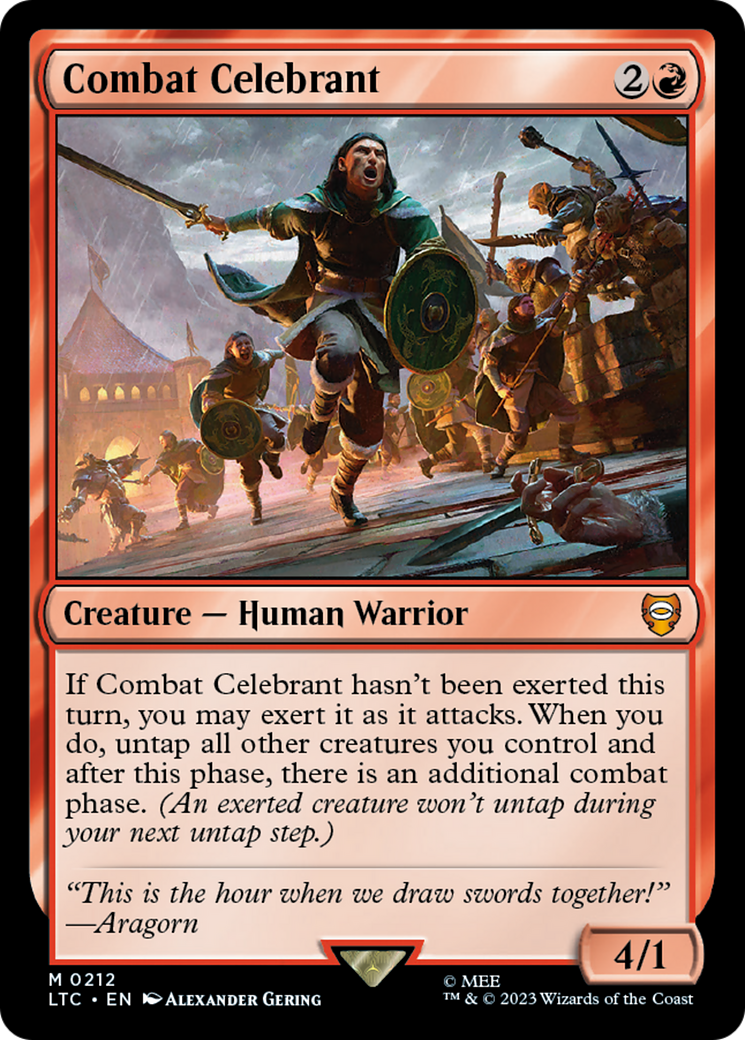 Combat Celebrant 2
Creature — Human Warrior
If Combat Celebrant hasn't been exerted this
turn, you may exert it as it attacks. When you
do, untap all other creatures you control and
after this phase, there is an additional combat
phase. (An exerted creature won't untap during
your next untap step.)
“This is the hour when we draw swords together!”
—Aragorn
4/1
M 0212
LTC • EN ALEXANDER GERING
© MEE
™ & © 2023 Wizards of the Coast